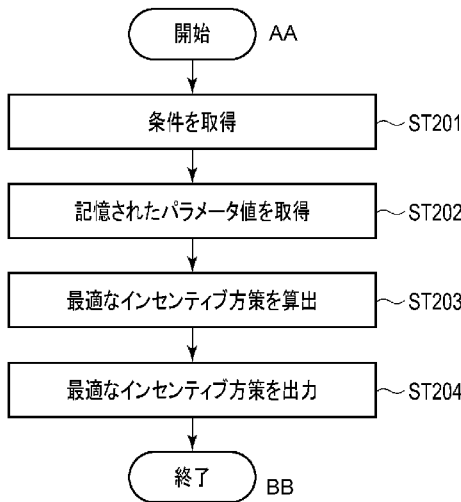 開始
AA
条件を取得
ST201
記憶されたパラメータ値を取得
ST202
最適なインセンティブ方策を算出
ST203
最適なインセンティブ方策を出力
ST204
終了
BB